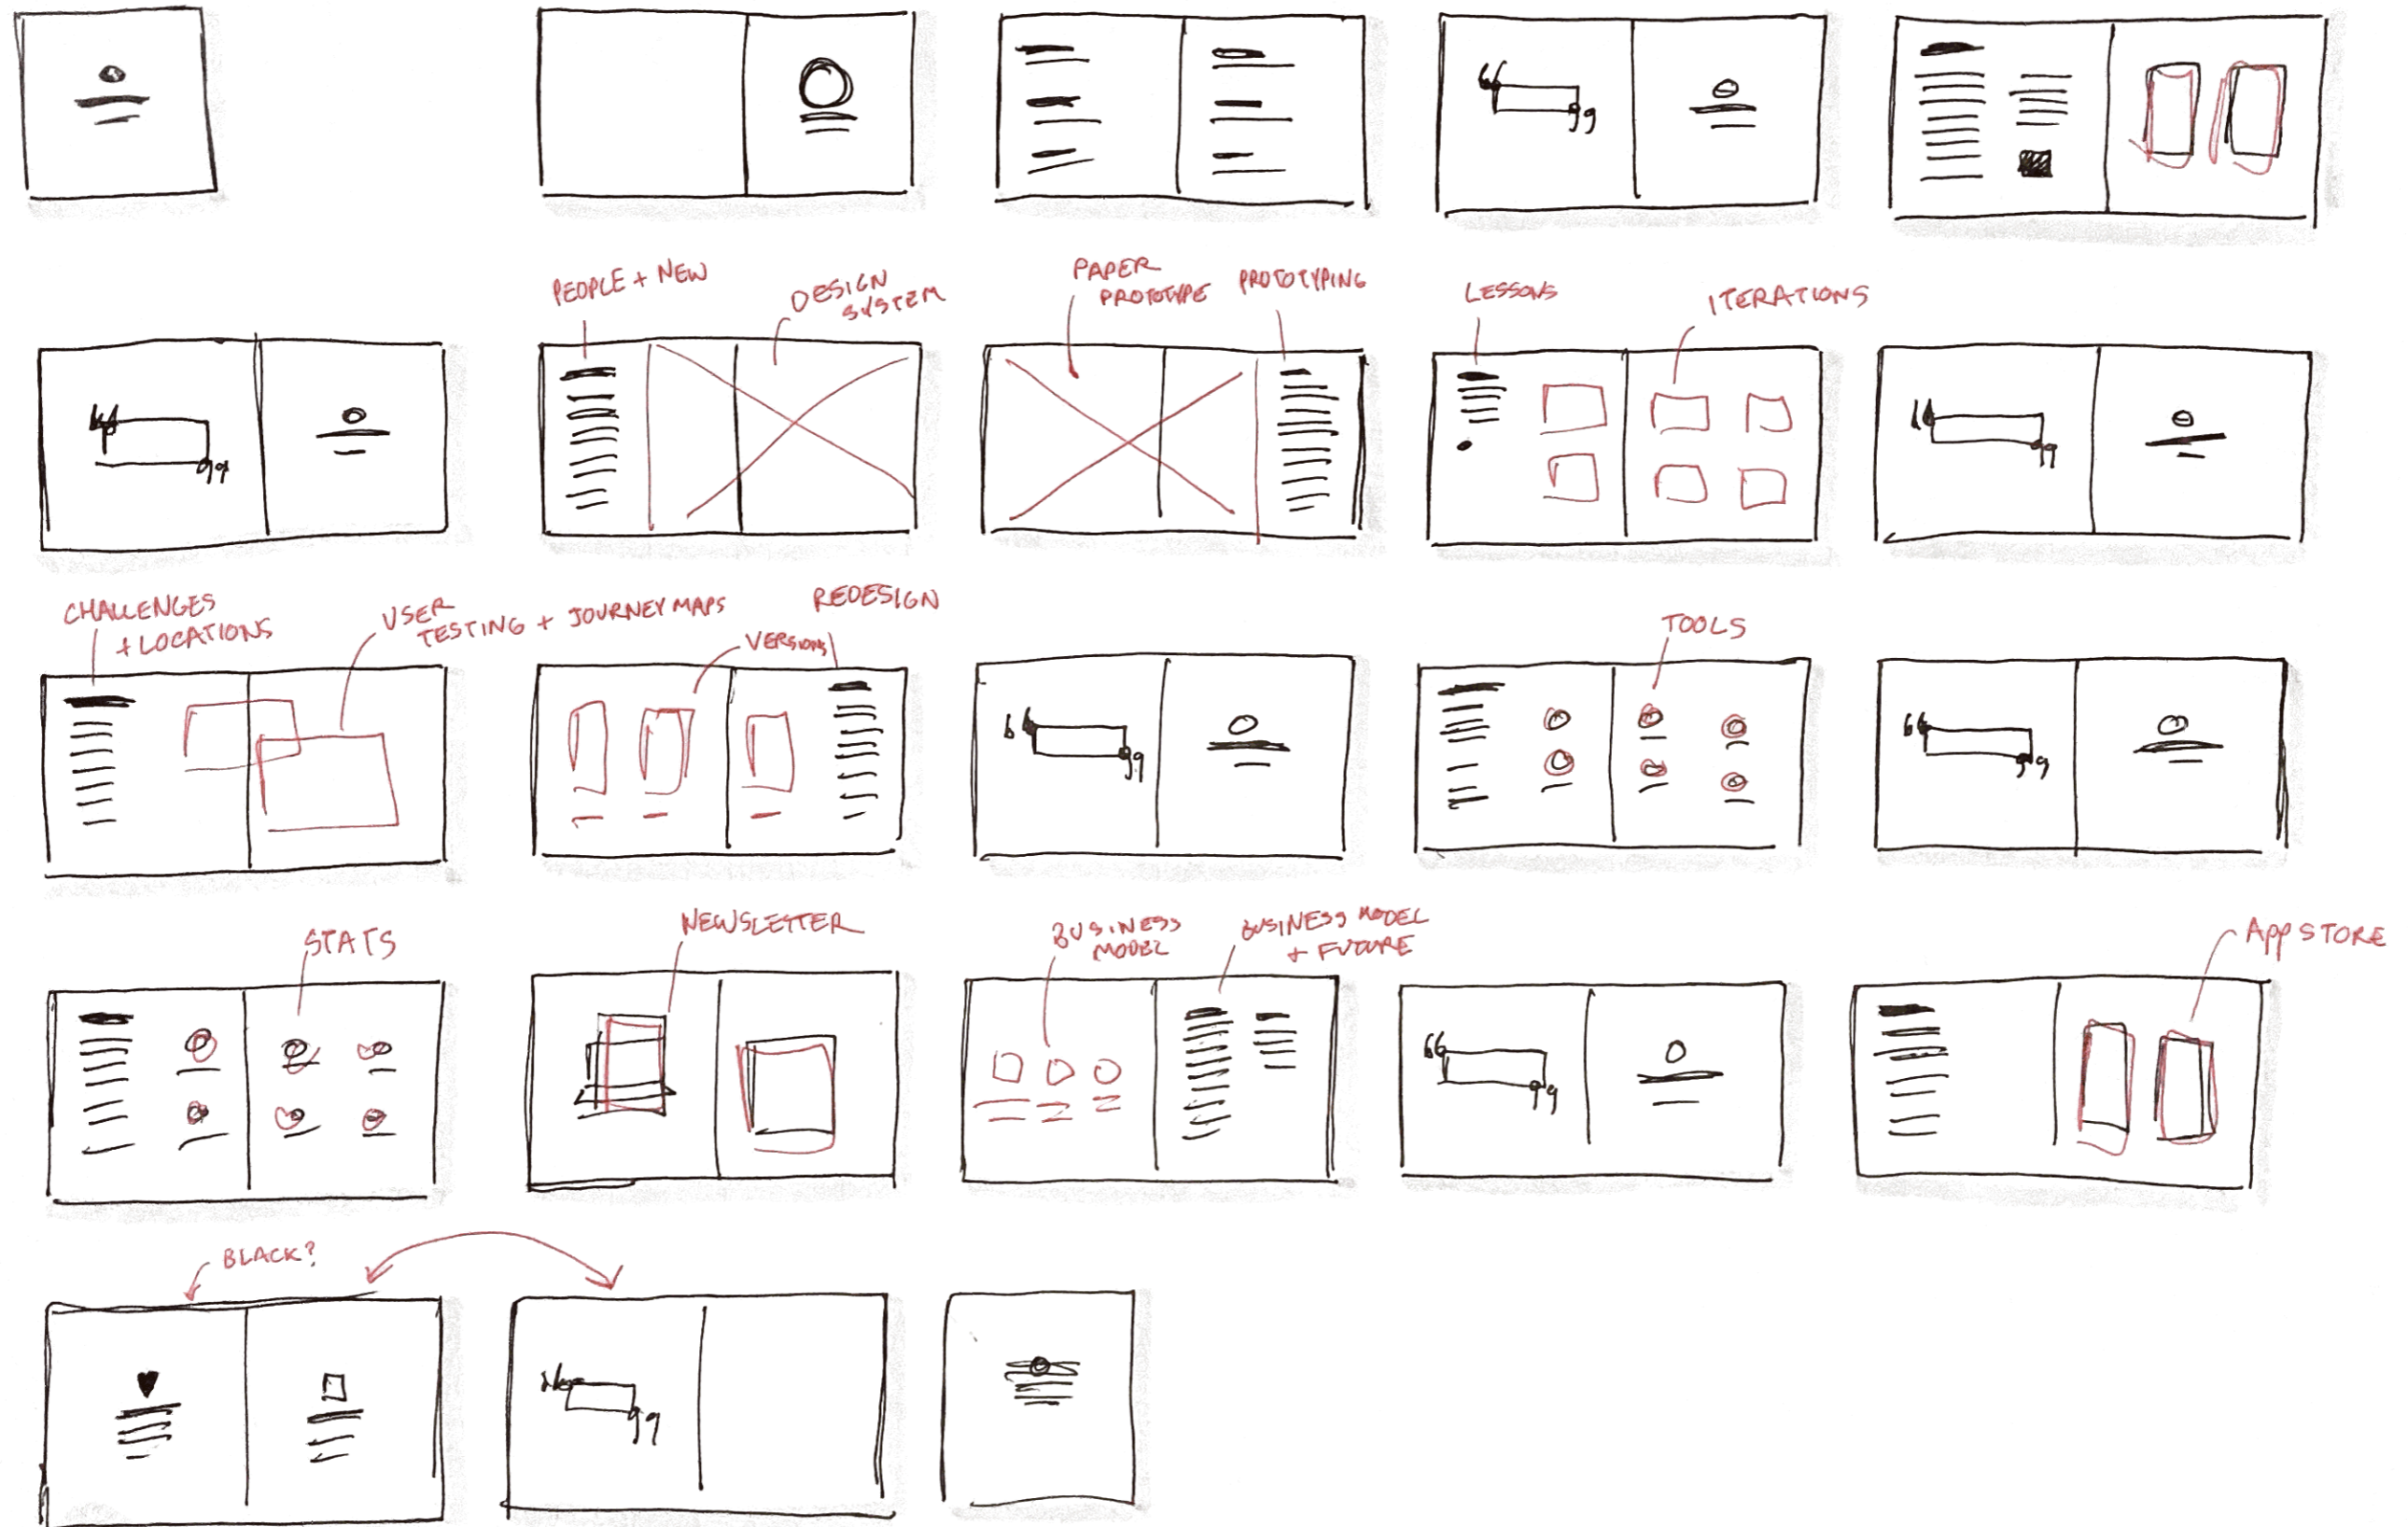 PEOPLE + NEW
DESIGN
SYSTEM
PAPER
PROTOTYPE
PROTOTYPING
LESSONS
ITERATIONS
CHALLENGES
+ LOCATIONS
USER
TESTING + JOURNEY MAPS
VERSIONS
REDESIGN
TOOLS
STATS
NEWSLETTER
BUSINESS
MODEL
BUSINESS MODEL
+ FUTURE
APP STORE
BLACK?